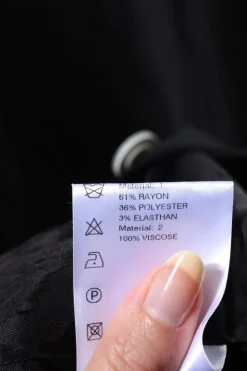 Material: 1
61% RAYON
36% POLYESTER
3% ELASTHAN
Material: 2
100% VISCOSE
P